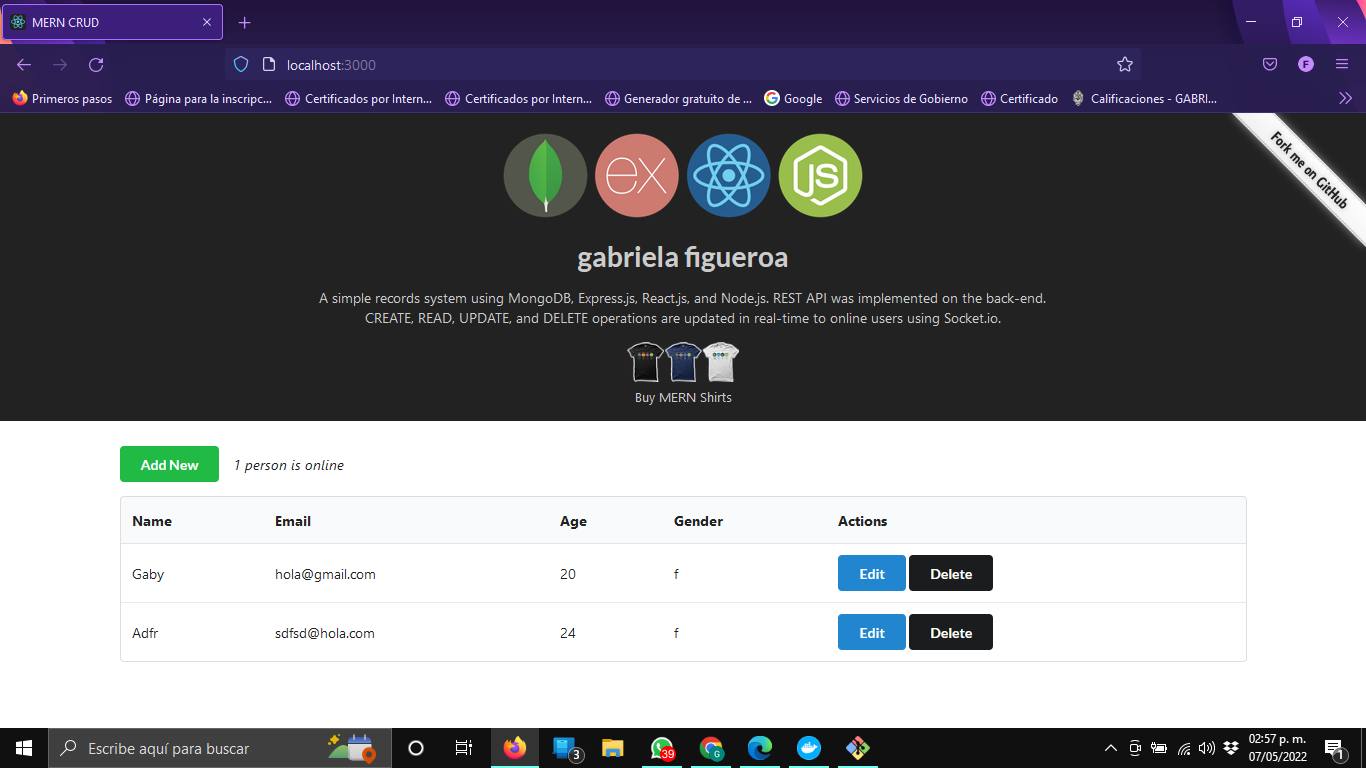 MERN CRUD
localhost:3000
F
Primeros pasos Página para la inscripc... Certificados por Intern... Certificados por Intern... Generador gratuito de ... Google Servicios de Gobierno Certificado Calificaciones - GABRI...
Fork me on GitHub
ex JS
gabriela figueroa
A simple records system using MongoDB, Express.js, React.js, and Node.js. REST API was implemented on the back-end.
CREATE, READ, UPDATE, and DELETE operations are updated in real-time to online users using Socket.io.
Buy MERN Shirts
Add New 1 person is online
Name Email Age Gender Actions
Gaby hola@gmail.com 20 f Edit Delete
Adfr sdfsd@hola.com 24 f Edit Delete
Escribe aquí para buscar 3 39 G 02:57 p. m.
07/05/2022 1